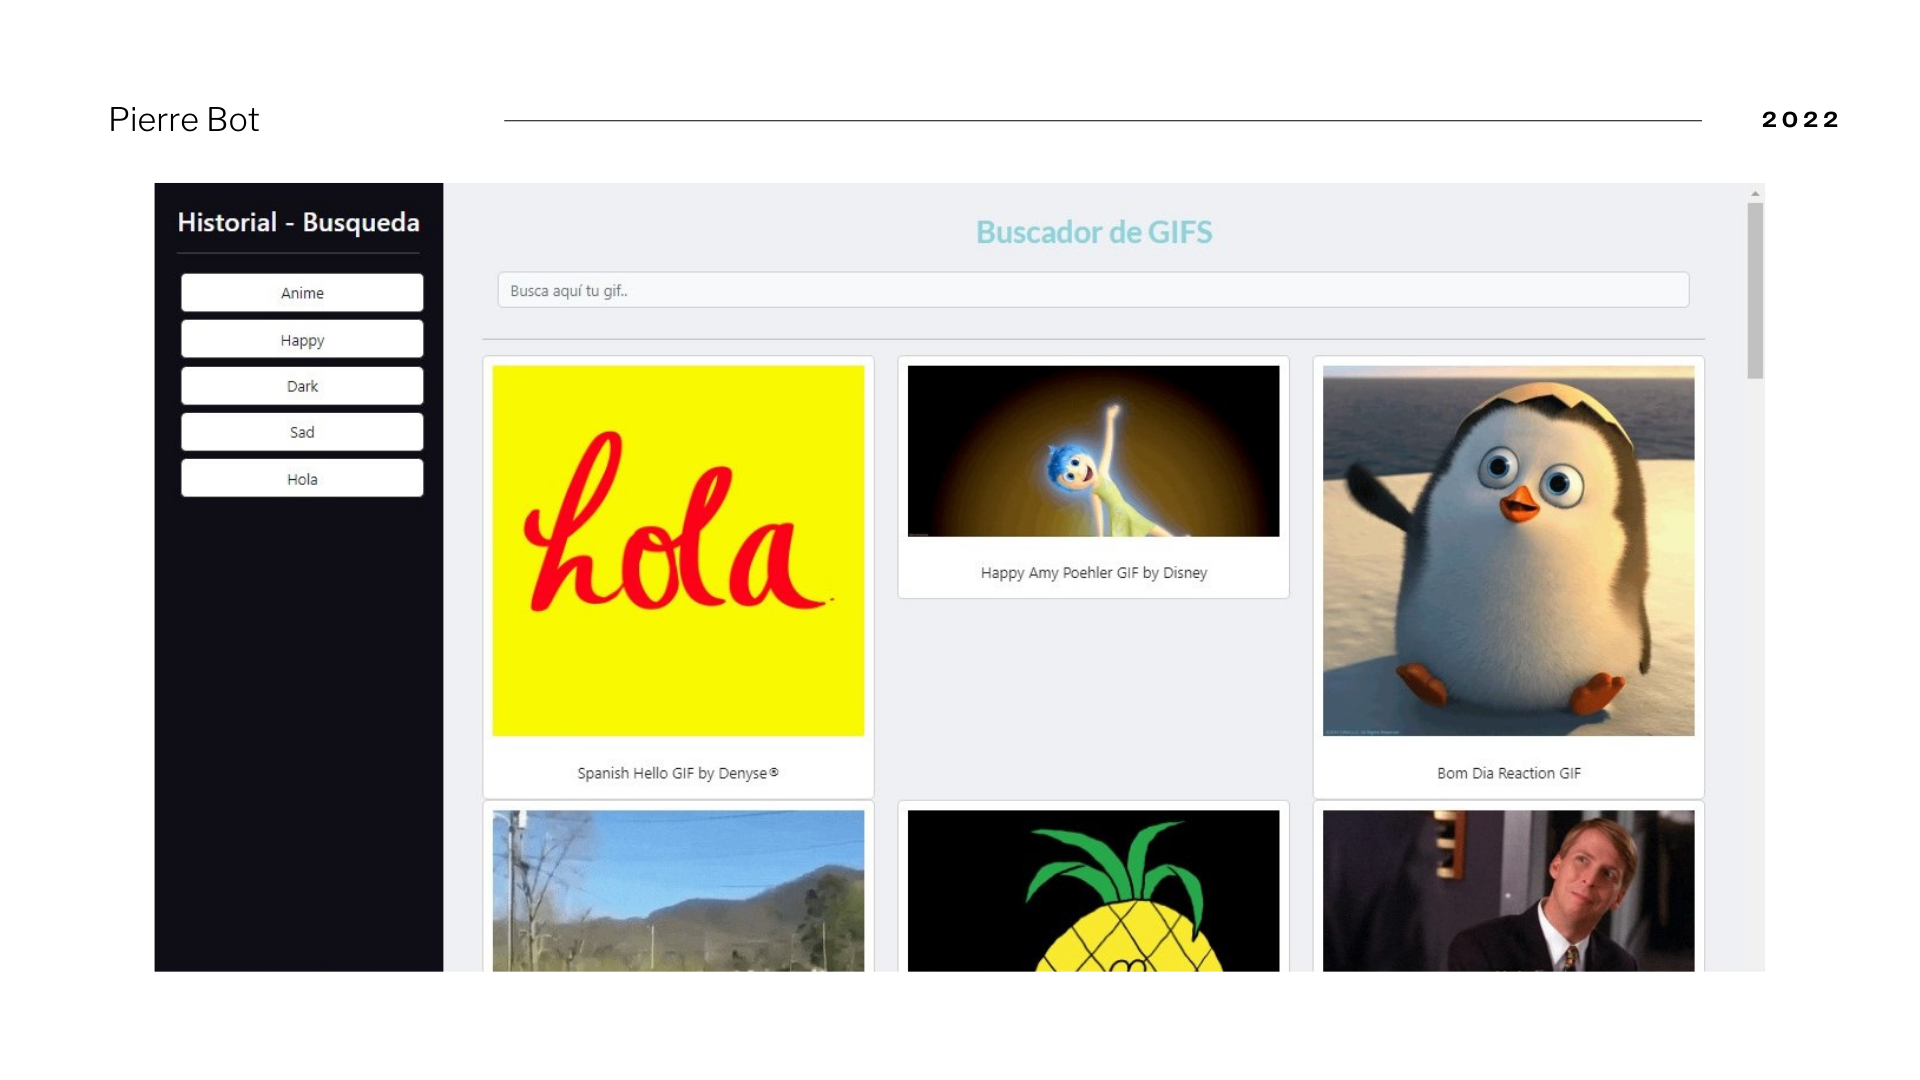 Pierre Bot
2022
Historial - Busqueda
Anime
Happy
Dark
Sad
Hola
Buscador de GIFS
Busca aquí tu gif..
hola
Happy Amy Poehler GIF by Disney
Spanish Hello GIF by Denyse®
Bom Dia Reaction GIF